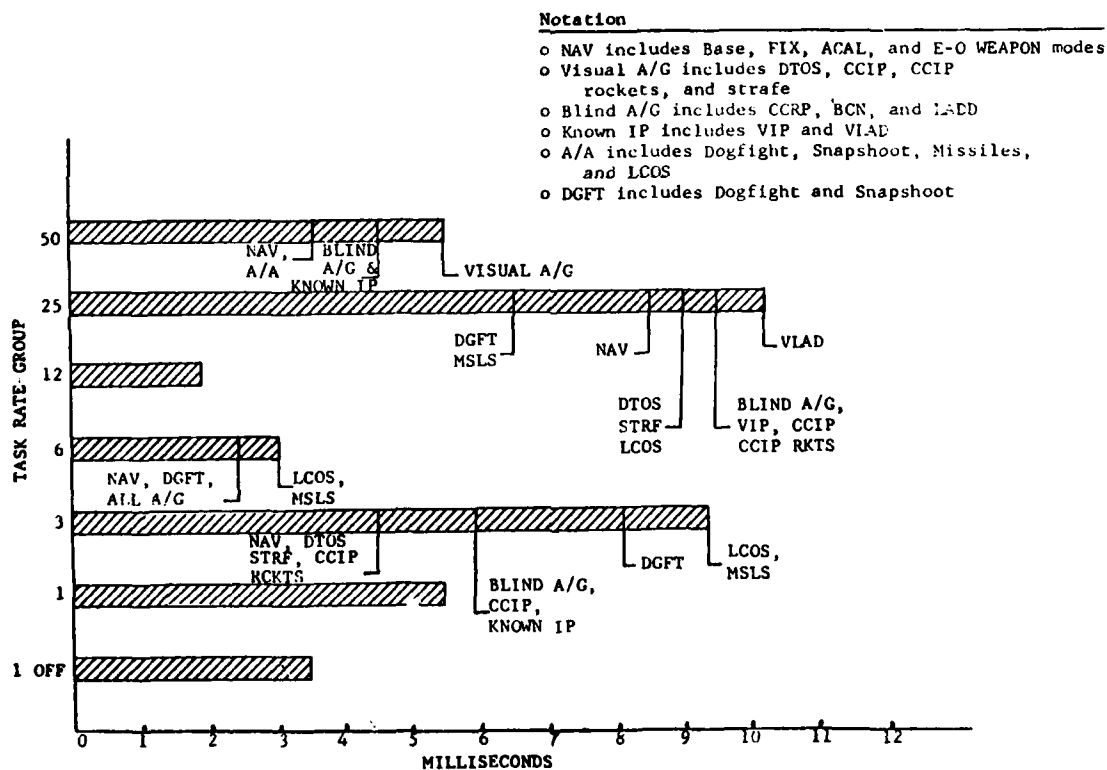 Notation
o NAV includes Base, FIX, ACAL, and E-O WEAPON modes
o Visual A/G includes DTOS, CCIP, CCIP
rockets, and strafe
o Blind A/G includes CCRP, BCN, and LADD
o Known IP includes VIP and VLAD
o A/A includes Dogfight, Snapshoot, Missiles,
and LCOS
o DGFT includes Dogfight and Snapshoot
TASK RATE-GROUP
50
NAV,
A/A
BLIND
A/G &
KNOWN IP
VISUAL A/G
25
DGFT
MSLS
NAV
VLAD
DTOS
STRF
LCOS
BLIND A/G,
VIP, CCIP
CCIP RKTS
12
6
NAV, DGFT,
ALL A/G
LCOS,
MSLS
3
NAV, DTOS
STRF, CCIP
RCKTS
BLIND A/G,
CCIP,
KNOWN IP
DGFT
LCOS,
MSLS
1
1 OFF
0 1 2 3 4 5 6 7 8 9 10 11 12
MILLISECONDS